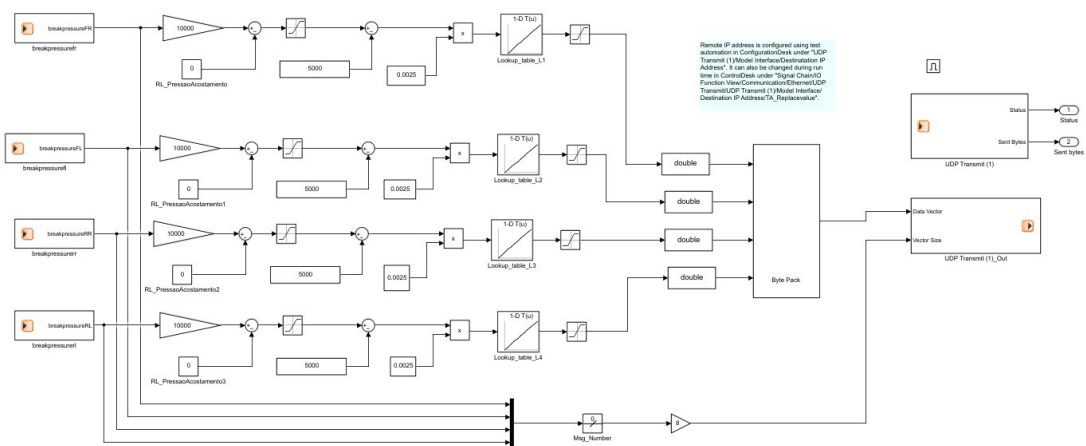 breakpressureFR
breakpressurefr
10000
0
RL_PressaoAcostamento
5000
0.0025
x
1-D T(u)
Lookup_table_L1
Remote IP address is configured using test
automation in ConfigurationDesk under "UDP
Transmit (1)/Model Interface/Desinatation IP
Address". It can also be changed during run
time in ControlDesk under "Signal Chain/IO
Function View/Communication/Ethernet/UDP
Transmit/UDP Transmit (1)/Model Interface/
Destination IP Address/TA_Replacevalue".
Status
Sent Bytes
UDP Transmit (1)
1
Status
2
Sent bytes
breakpressureFL
breakpressurefl
10000
0
RL_PressaoAcostamento1
5000
0.0025
x
1-D T(u)
Lookup_table_L2
double
double
double
double
Byte Pack
Data Vector
Vector Size
UDP Transmit (1)_Out
breakpressureRR
breakpressurerr
10000
0
RL_PressaoAcostamento2
5000
0.0025
x
1-D T(u)
Lookup_table_L3
breakpressureRL
breakpressurerl
10000
0
RL_PressaoAcostamento3
5000
0.0025
x
1-D T(u)
Lookup_table_L4
0
Msg_Number
8